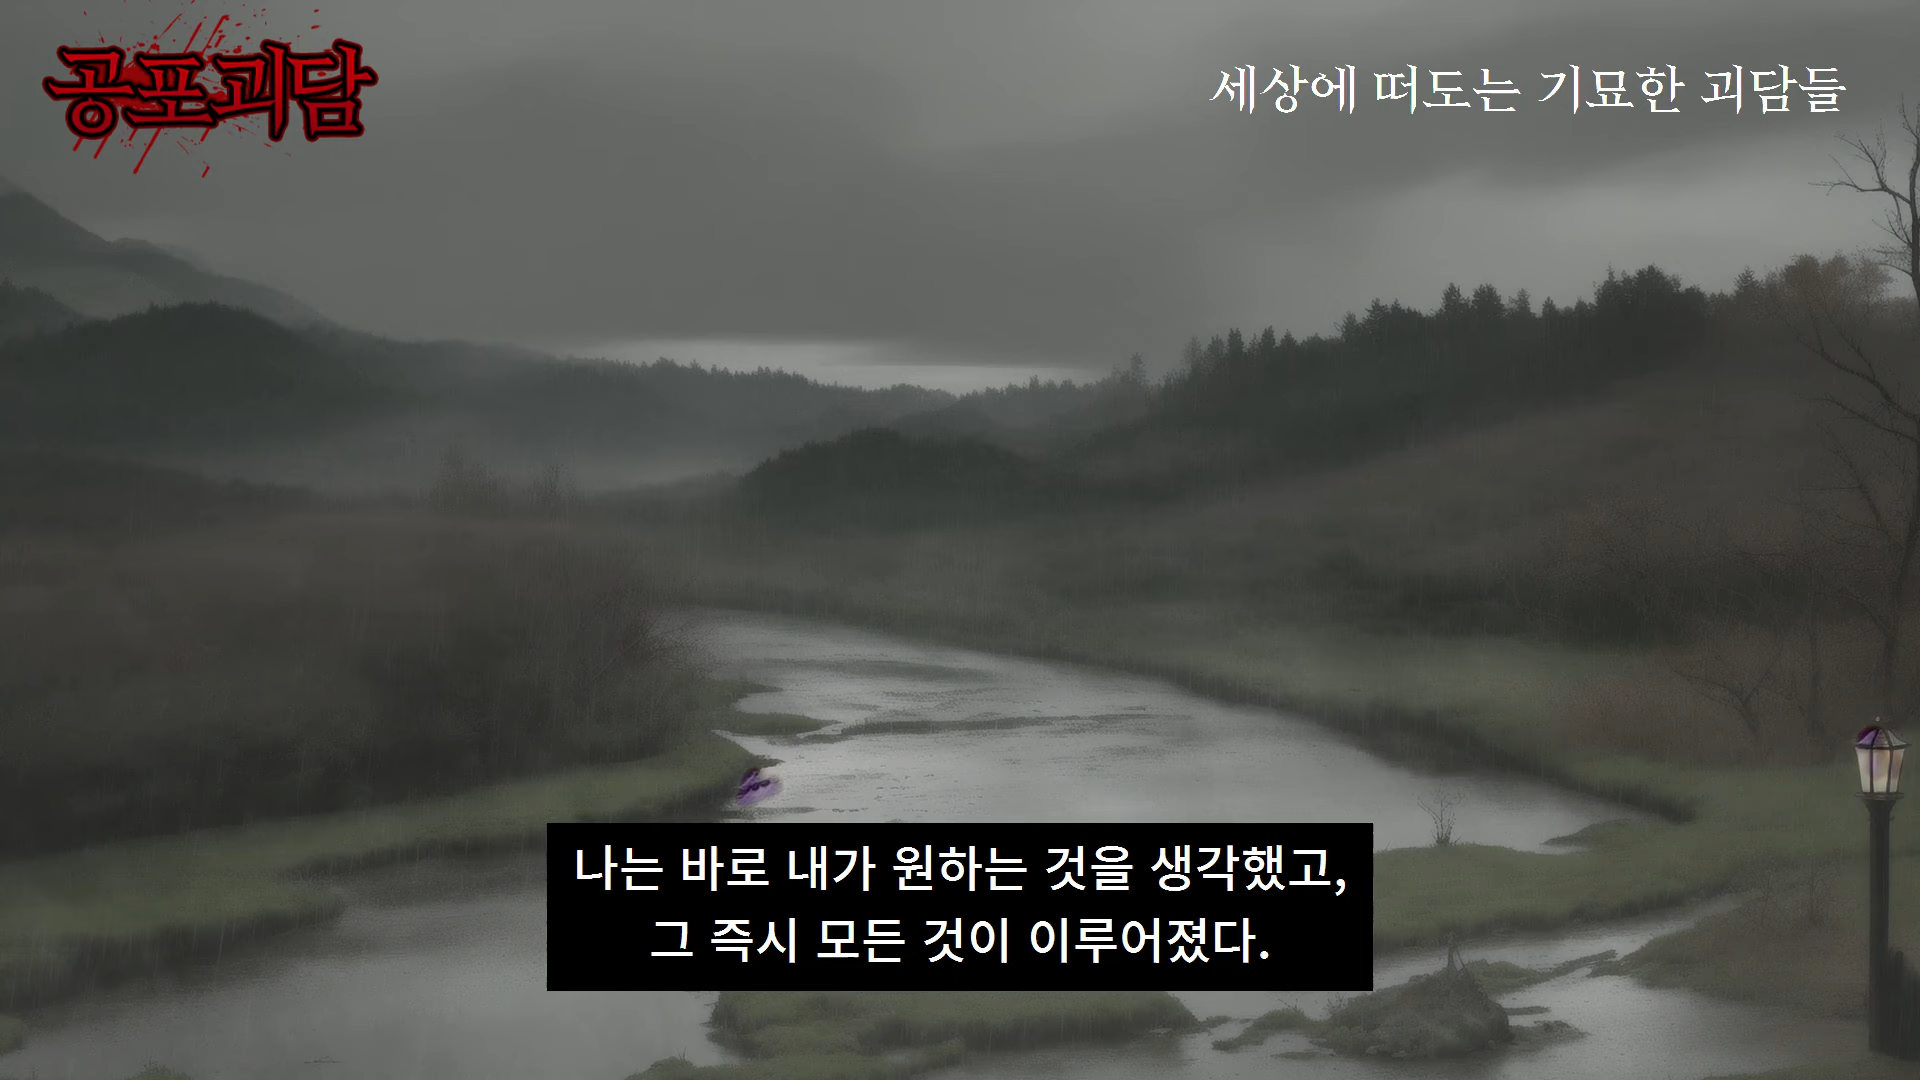 공포괴담
세상에 떠도는 기묘한 괴담들
나는 바로 내가 원하는 것을 생각했고,
그 즉시 모든 것이 이루어졌다.